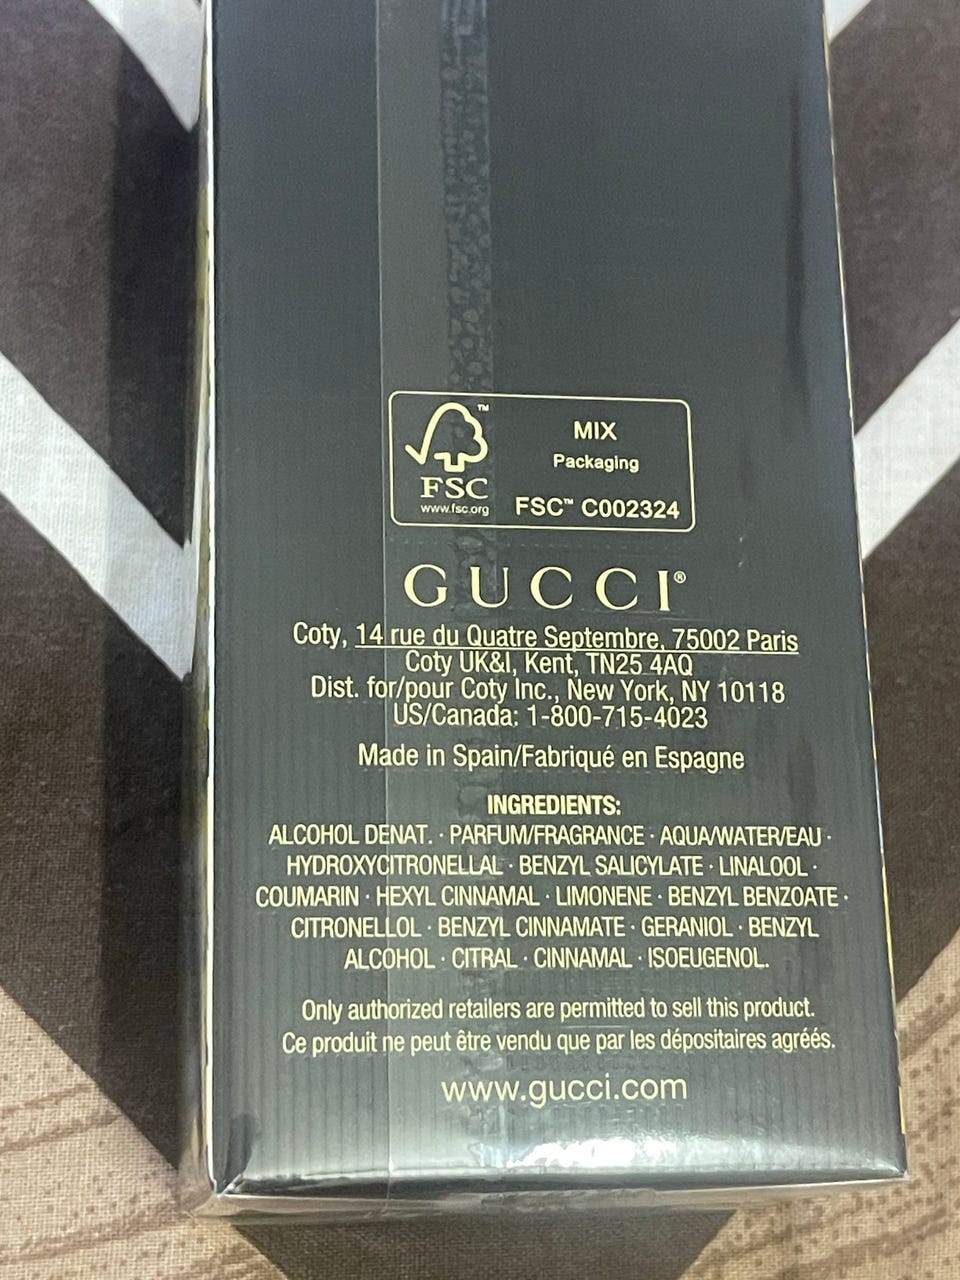 FSC™
www.fsc.org
MIX
Packaging
FSC™ C002324
GUCCI®
Coty, 14 rue du Quatre Septembre, 75002 Paris
Coty UK&I, Kent, TN25 4AQ
Dist. for/pour Coty Inc., New York, NY 10118
US/Canada: 1-800-715-4023
Made in Spain/Fabriqué en Espagne
INGREDIENTS:
ALCOHOL DENAT. · PARFUM/FRAGRANCE · AQUA/WATER/EAU ·
HYDROXYCITRONELLAL · BENZYL SALICYLATE · LINALOOL ·
COUMARIN · HEXYL CINNAMAL · LIMONENE · BENZYL BENZOATE ·
CITRONELLOL · BENZYL CINNAMATE · GERANIOL · BENZYL
ALCOHOL · CITRAL · CINNAMAL · ISOEUGENOL.
Only authorized retailers are permitted to sell this product.
Ce produit ne peut être vendu que par les dépositaires agréés.
www.gucci.com